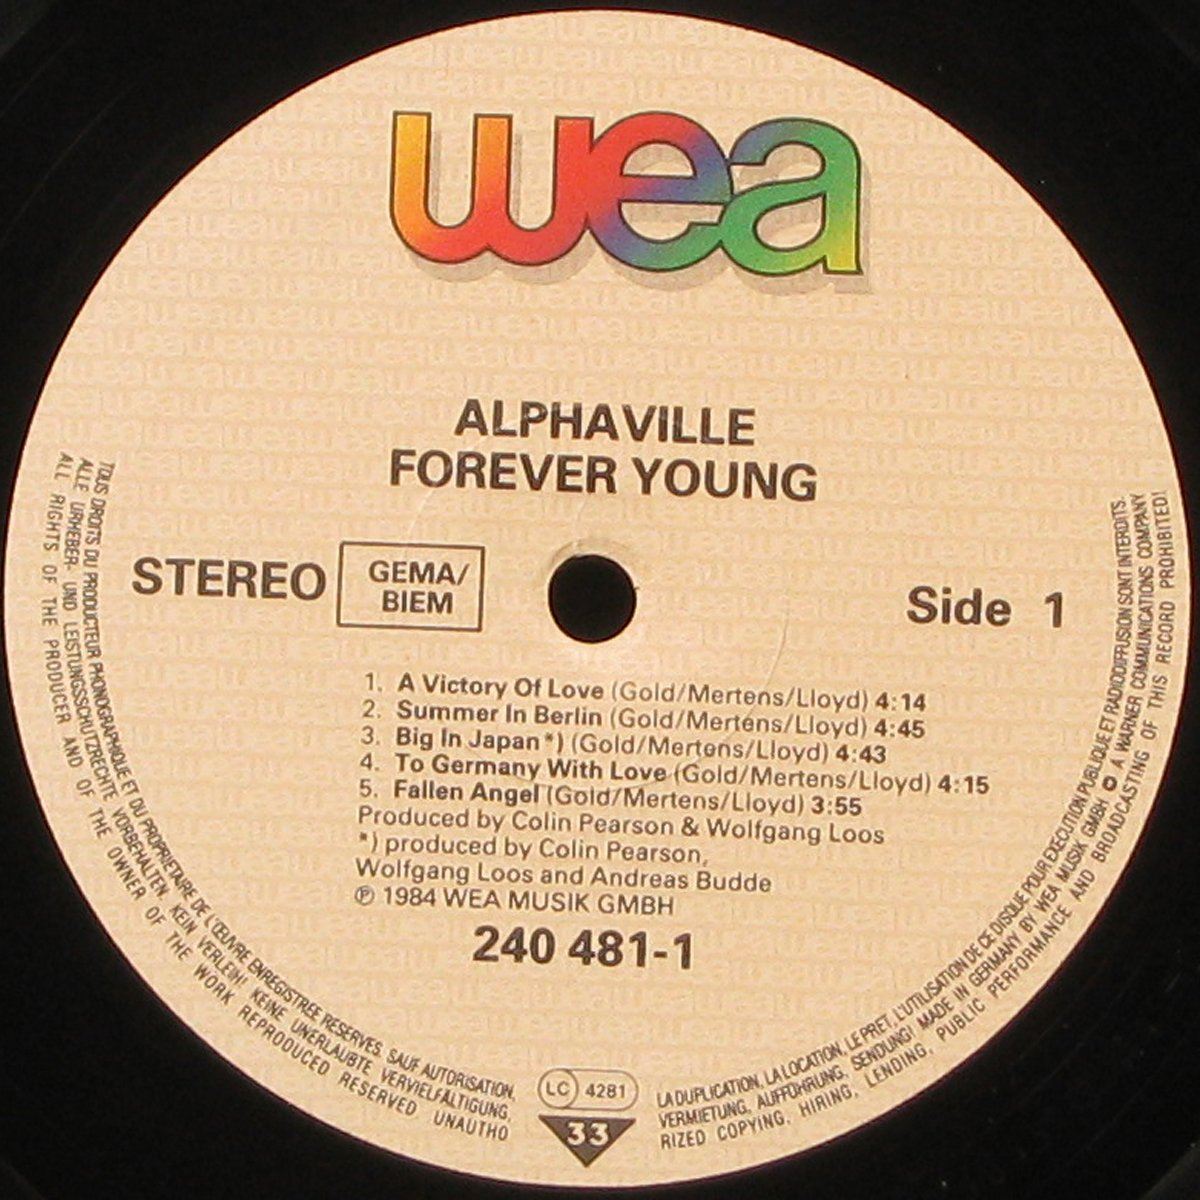 wea
ALPHAVILLE
FOREVER YOUNG
STEREO
GEMA/
BIEM
Side 1
1. A Victory Of Love (Gold/Mertens/Lloyd) 4:14
2. Summer In Berlin (Gold/Mertens/Lloyd) 4:45
3. Big In Japan *) (Gold/Mertens/Lloyd) 4:43
4. To Germany With Love (Gold/Mertens/Lloyd) 4:15
5. Fallen Angel (Gold/Mertens/Lloyd) 3:55
Produced by Colin Pearson & Wolfgang Loos
*) produced by Colin Pearson,
Wolfgang Loos and Andreas Budde
℗ 1984 WEA MUSIK GMBH
240 481-1
TOUS DROITS DU PRODUCTEUR PHONOGRAPHIQUE ET DU PROPRIETAIRE DE L'ŒUVRE ENREGISTREE RESERVES. SAUF AUTORISATION,
LA DUPLICATION, LA LOCATION, LE PRET, L'UTILISATION DE CE DISQUE POUR EXECUTION PUBLIQUE ET RADIODIFFUSION SONT INTERDITS.
ALLE URHEBER- UND LEISTUNGSSCHUTZRECHTE VORBEHALTEN. KEIN VERLEIH! KEINE UNERLAUBTE VERVIELFÄLTIGUNG,
VERMIETUNG, AUFFÜHRUNG, SENDUNG! MADE IN GERMANY BY WEA MUSIK GMBH A WARNER COMMUNICATIONS COMPANY
ALL RIGHTS OF THE PRODUCER AND OF THE OWNER OF THE WORK REPRODUCED RESERVED UNAUTHO
RIZED COPYING, HIRING, LENDING, PUBLIC PERFORMANCE AND BROADCASTING OF THIS RECORD PROHIBITED!
LC 4281
33